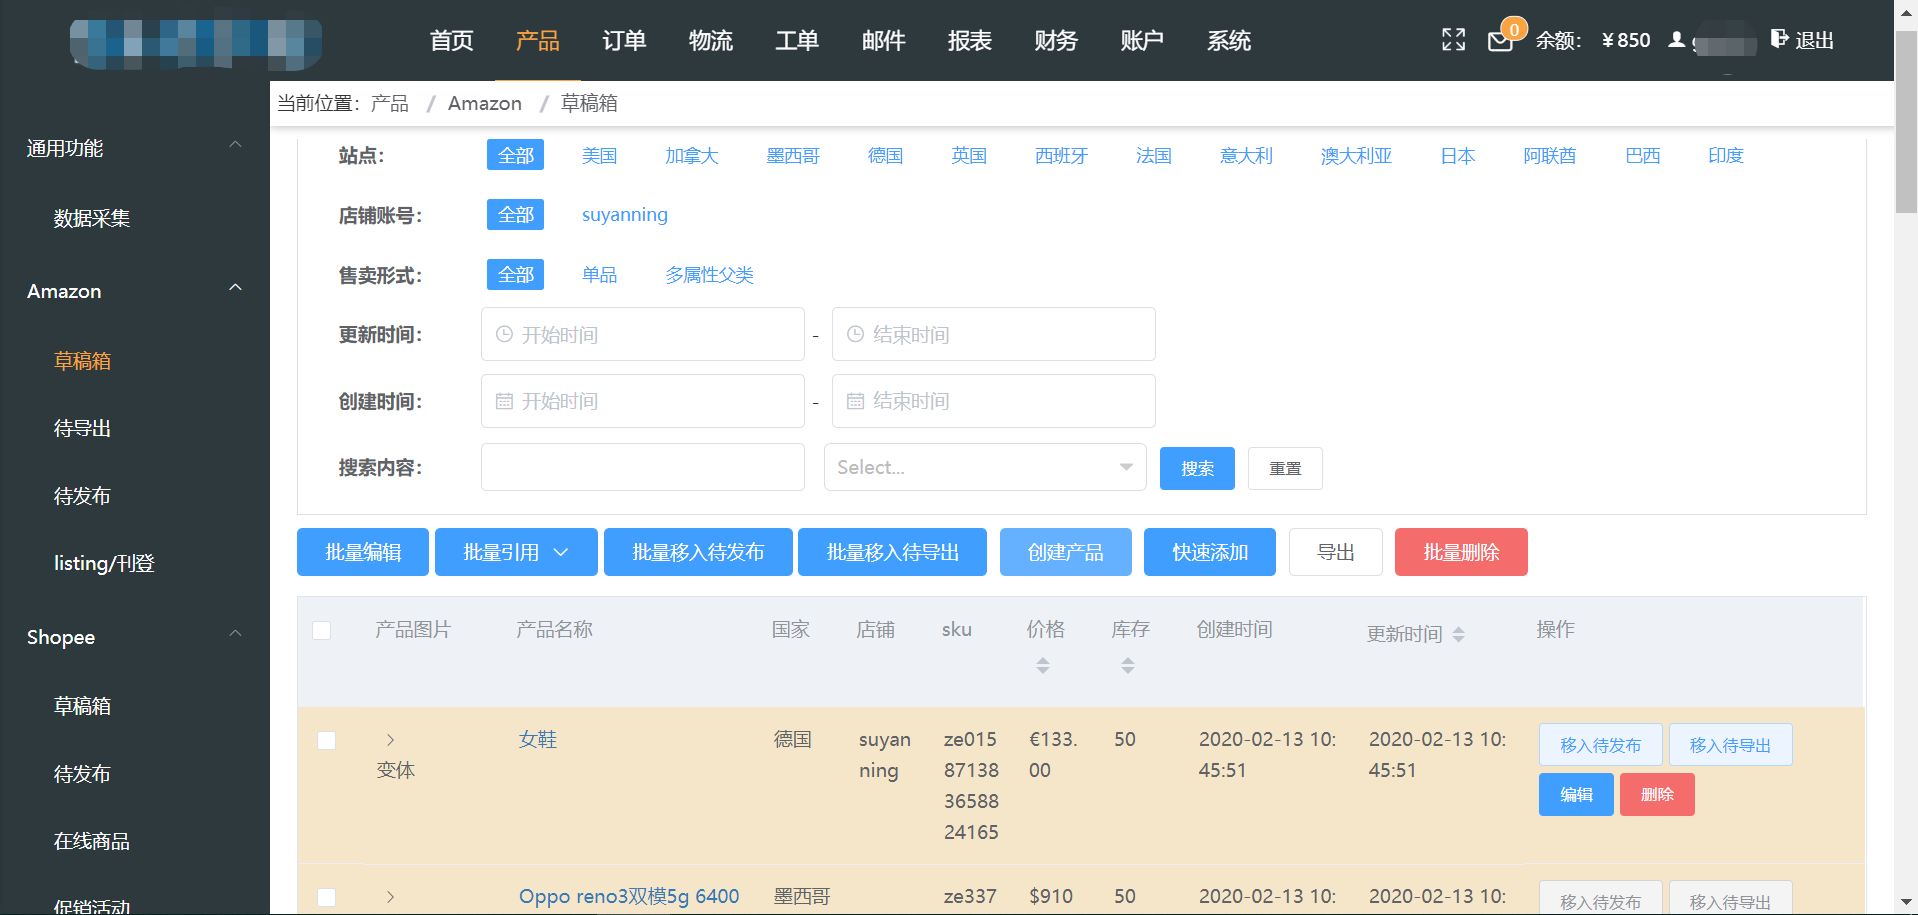 首页 产品 订单 物流 工单 邮件 报表 财务 账户 系统 0 余额: ￥850 退出
当前位置: 产品 / Amazon / 草稿箱
通用功能
数据采集
Amazon
草稿箱
待导出
待发布
listing/刊登
Shopee
草稿箱
待发布
在线商品
促销活动
站点: 全部 美国 加拿大 墨西哥 德国 英国 西班牙 法国 意大利 澳大利亚 日本 阿联酋 巴西 印度
店铺账号: 全部 suyanning
售卖形式: 全部 单品 多属性父类
更新时间: 开始时间 - 结束时间
创建时间: 开始时间 - 结束时间
搜索内容: Select... 搜索 重置
批量编辑 批量引用 批量移入待发布 批量移入待导出 创建产品 快速添加 导出 批量删除
产品图片 产品名称 国家 店铺 sku 价格 库存 创建时间 更新时间 操作
女鞋 德国 suyan ze015 €133. 50 2020-02-13 10: 2020-02-13 10: 移入待发布 移入待导出
变体 ning 87138 00 45:51 45:51
36588 编辑 删除
24165
Oppo reno3双模5g 6400 墨西哥 ze337 $910 50 2020-02-13 10: 2020-02-13 10: 移入待发布 移入待导出